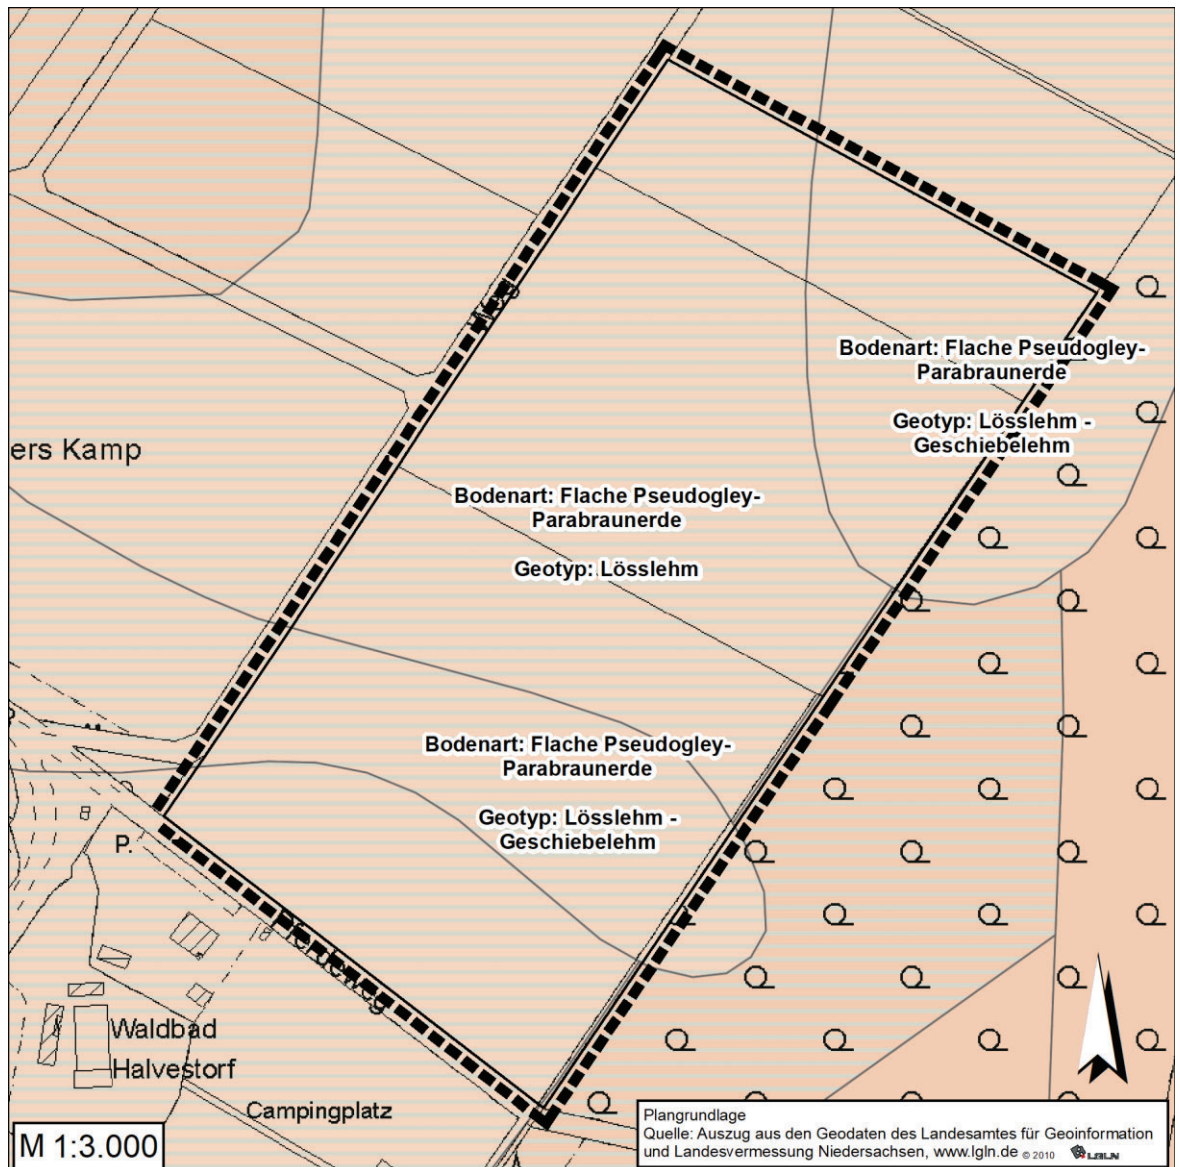 Bodenart: Flache Pseudogley-
Parabraunerde
Geotyp: Lösslehm -
Geschiebelehm
ers Kamp
Bodenart: Flache Pseudogley-
Parabraunerde
Geotyp: Lösslehm
Bodenart: Flache Pseudogley-
Parabraunerde
Geotyp: Lösslehm -
Geschiebelehm
P.
Pferdeweg
Waldbad
Halvestorf
Campingplatz
M 1:3.000
Plangrundlage
Quelle: Auszug aus den Geodaten des Landesamtes für Geoinformation
und Landesvermessung Niedersachsen, www.lgln.de © 2010 LGLN